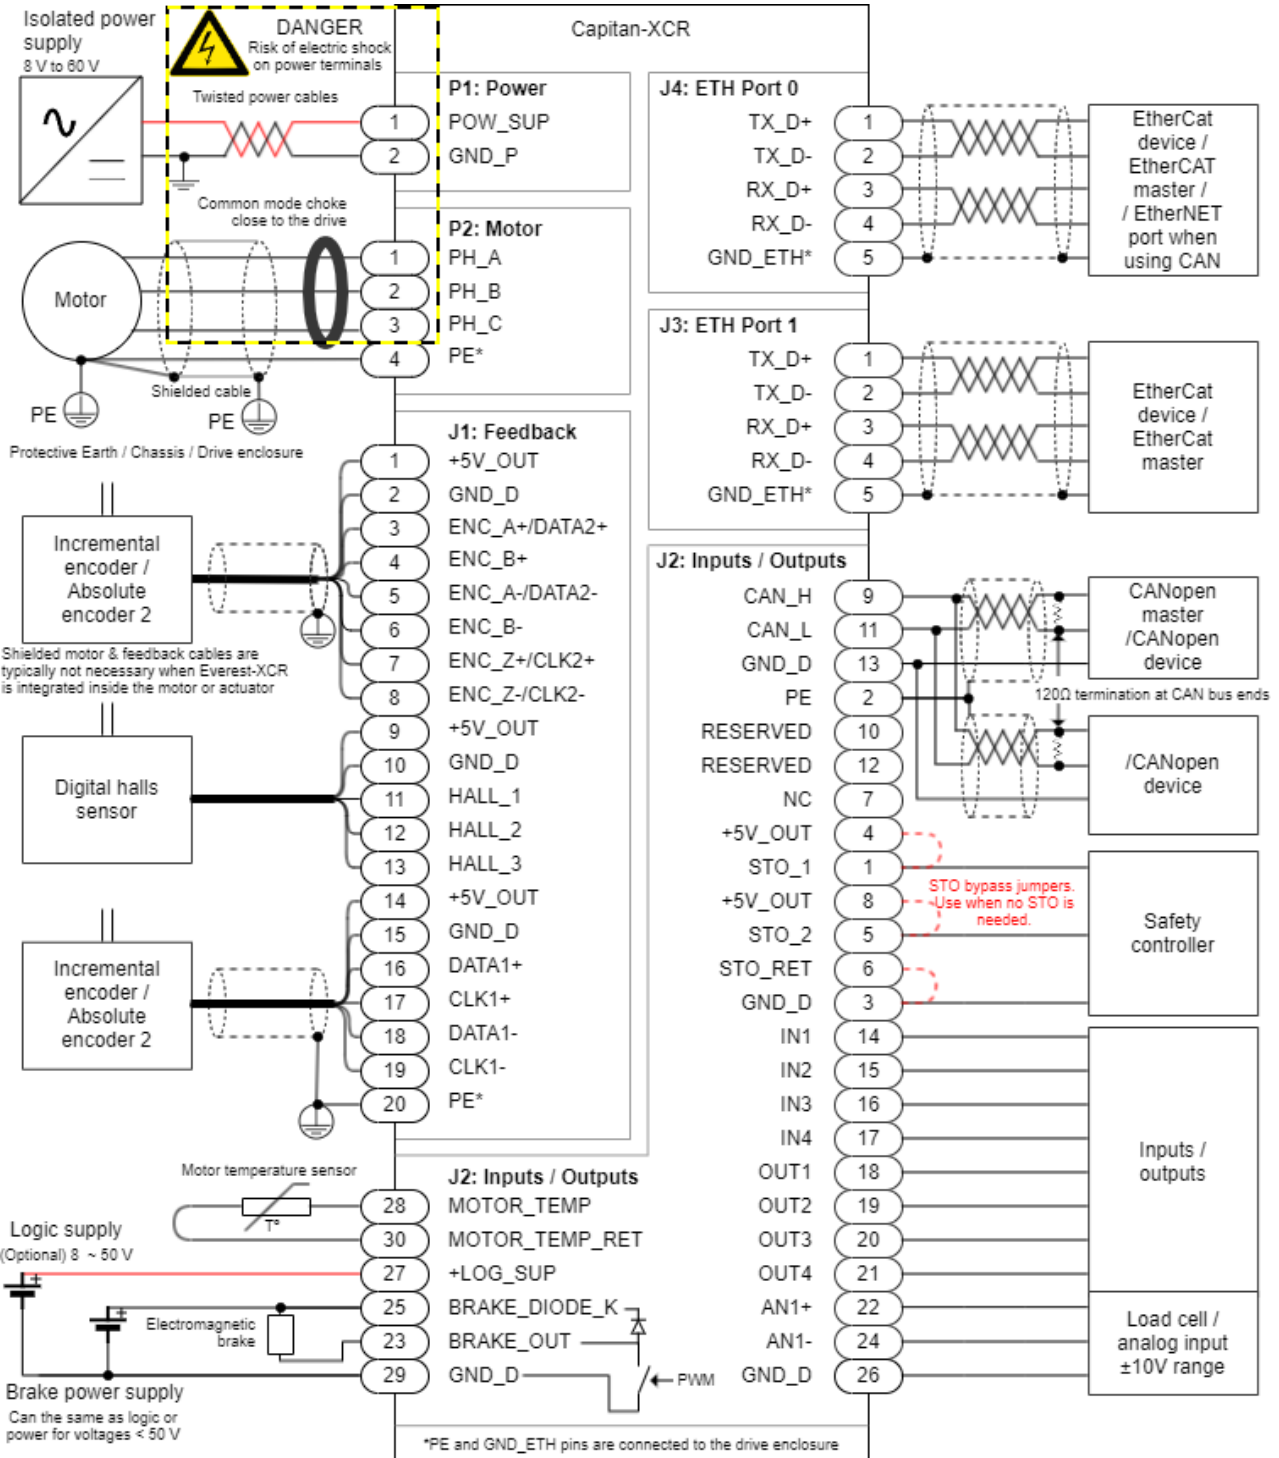 Isolated power
supply
8 V to 60 V
DANGER
Risk of electric shock
on power terminals
Twisted power cables
Common mode choke
close to the drive
Motor
Shielded cable
PE
PE
Protective Earth / Chassis / Drive enclosure
Incremental
encoder /
Absolute
encoder 2
Shielded motor & feedback cables are
typically not necessary when Everest-XCR
is integrated inside the motor or actuator
Digital halls
sensor
Incremental
encoder /
Absolute
encoder 2
Motor temperature sensor
T°
Logic supply
(Optional) 8 ~ 50 V
+
+
Electromagnetic
brake
Brake power supply
Can the same as logic or
power for voltages < 50 V
Capitan-XCR
P1: Power
1 POW_SUP
2 GND_P
P2: Motor
1 PH_A
2 PH_B
3 PH_C
4 PE*
J1: Feedback
1 +5V_OUT
2 GND_D
3 ENC_A+/DATA2+
4 ENC_B+
5 ENC_A-/DATA2-
6 ENC_B-
7 ENC_Z+/CLK2+
8 ENC_Z-/CLK2-
9 +5V_OUT
10 GND_D
11 HALL_1
12 HALL_2
13 HALL_3
14 +5V_OUT
15 GND_D
16 DATA1+
17 CLK1+
18 DATA1-
19 CLK1-
20 PE*
J2: Inputs / Outputs
28 MOTOR_TEMP
30 MOTOR_TEMP_RET
27 +LOG_SUP
25 BRAKE_DIODE_K
23 BRAKE_OUT
29 GND_D
PWM
J4: ETH Port 0
TX_D+ 1
TX_D- 2
RX_D+ 3
RX_D- 4
GND_ETH* 5
EtherCat
device /
EtherCAT
master /
/ EtherNET
port when
using CAN
J3: ETH Port 1
TX_D+ 1
TX_D- 2
RX_D+ 3
RX_D- 4
GND_ETH* 5
EtherCat
device /
EtherCat
master
J2: Inputs / Outputs
CAN_H 9
CAN_L 11
GND_D 13
PE 2
RESERVED 10
RESERVED 12
NC 7
+5V_OUT 4
STO_1 1
+5V_OUT 8
STO_2 5
STO_RET 6
GND_D 3
IN1 14
IN2 15
IN3 16
IN4 17
OUT1 18
OUT2 19
OUT3 20
OUT4 21
AN1+ 22
AN1- 24
GND_D 26
CANopen
master
/CANopen
device
120Ω termination at CAN bus ends
/CANopen
device
STO bypass jumpers.
Use when no STO is
needed.
Safety
controller
Inputs /
outputs
Load cell /
analog input
±10V range
*PE and GND_ETH pins are connected to the drive enclosure